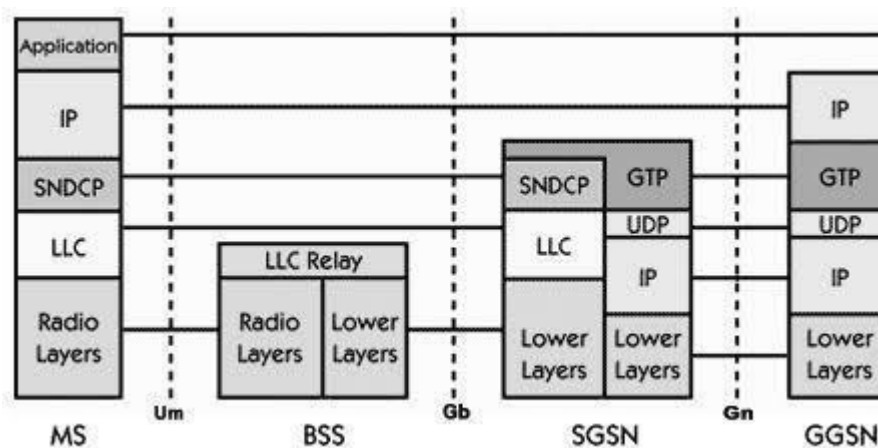 Application
IP
SNDCP
LLC
Radio
Layers
MS
Um
LLC Relay
Radio
Layers
Lower
Layers
BSS
Gb
SNDCP
GTP
LLC
UDP
IP
Lower
Layers
Lower
Layers
SGSN
Gn
IP
GTP
UDP
IP
Lower
Layers
GGSN